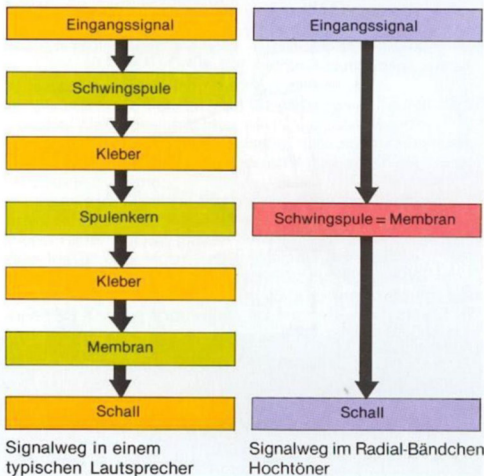 Eingangssignal
Schwingspule
Kleber
Spulenkern
Kleber
Membran
Schall
Signalweg in einem
typischen Lautsprecher
Eingangssignal
Schwingspule = Membran
Schall
Signalweg im Radial-Bändchen
Hochtöner